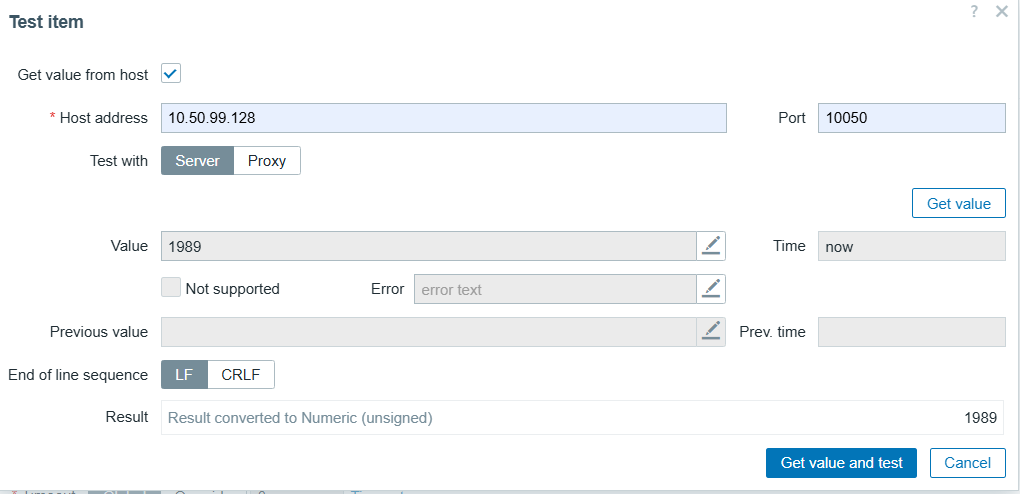 Test item
? ✕
Get value from host
* Host address 10.50.99.128 Port 10050
Test with Server Proxy
Get value
Value 1989 Time now
Not supported Error error text
Previous value Prev. time
End of line sequence LF CRLF
Result Result converted to Numeric (unsigned) 1989
Get value and test Cancel